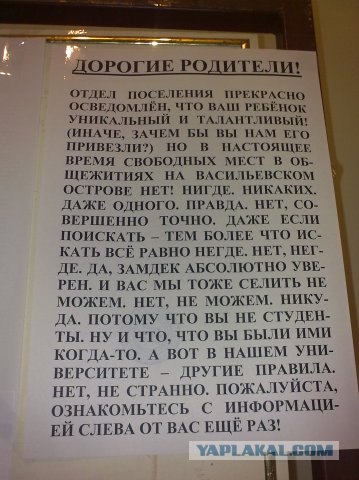 ДОРОГИЕ РОДИТЕЛИ!
ОТДЕЛ ПОСЕЛЕНИЯ ПРЕКРАСНО
ОСВЕДОМЛЁН, ЧТО ВАШ РЕБЁНОК
УНИКАЛЬНЫЙ И ТАЛАНТЛИВЫЙ!
(ИНАЧЕ, ЗАЧЕМ БЫ ВЫ НАМ ЕГО
ПРИВЕЗЛИ?) НО В НАСТОЯЩЕЕ
ВРЕМЯ СВОБОДНЫХ МЕСТ В ОБ-
ЩЕЖИТИЯХ НА ВАСИЛЬЕВСКОМ
ОСТРОВЕ НЕТ! НИГДЕ. НИКАКИХ.
ДАЖЕ ОДНОГО. ПРАВДА. НЕТ, СО-
ВЕРШЕННО ТОЧНО. ДАЖЕ ЕСЛИ
ПОИСКАТЬ – ТЕМ БОЛЕЕ ЧТО ИС-
КАТЬ ВСЁ РАВНО НЕГДЕ. НЕТ, НЕГ-
ДЕ. ДА, ЗАМДЕК АБСОЛЮТНО УВЕ-
РЕН. И ВАС МЫ ТОЖЕ СЕЛИТЬ НЕ
МОЖЕМ. НЕТ, НЕ МОЖЕМ. НИКУ-
ДА. ПОТОМУ ЧТО ВЫ НЕ СТУДЕН-
ТЫ. НУ И ЧТО, ЧТО ВЫ БЫЛИ ИМИ
КОГДА-ТО. А ВОТ В НАШЕМ УНИ-
ВЕРСИТЕТЕ – ДРУГИЕ ПРАВИЛА.
НЕТ, НЕ СТРАННО. ПОЖАЛУЙСТА,
ОЗНАКОМЬТЕСЬ С ИНФОРМАЦИ-
ЕЙ СЛЕВА ОТ ВАС ЕЩЁ РАЗ!
YAPLAKAL.COM